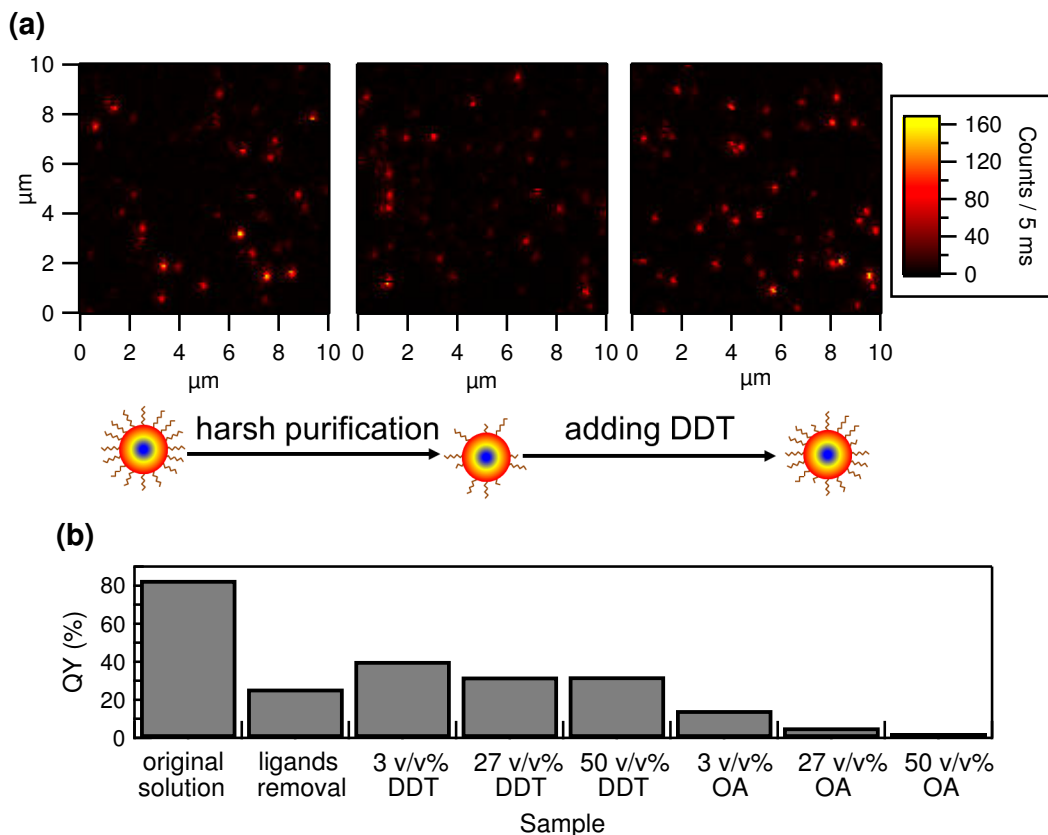 (a)
10
8
6
4
2
0
µm
0 2 4 6 8 10
µm
0 2 4 6 8 10
µm
0 2 4 6 8 10
µm
160
120
80
40
0
Counts / 5 ms
harsh purification
adding DDT
(b)
80
60
40
20
0
QY (%)
original solution
ligands removal
3 v/v% DDT
27 v/v% DDT
50 v/v% DDT
3 v/v% OA
27 v/v% OA
50 v/v% OA
Sample